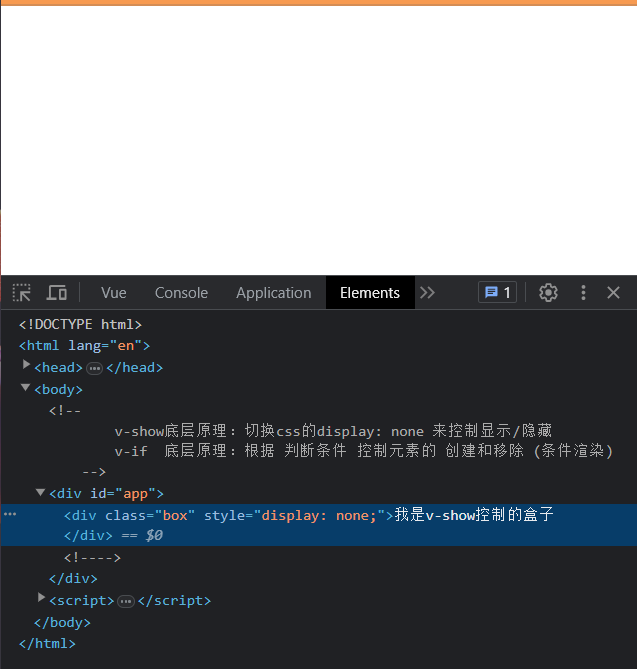 Vue Console Application Elements 1
<!DOCTYPE html>
<html lang="en">
<head>…</head>
<body>
<!--
v-show底层原理：切换css的display: none 来控制显示/隐藏
v-if 底层原理：根据 判断条件 控制元素的 创建和移除（条件渲染）
-->
<div id="app">
<div class="box" style="display: none;">我是v-show控制的盒子
</div> == $0
<!---->
</div>
<script>…</script>
</body>
</html>